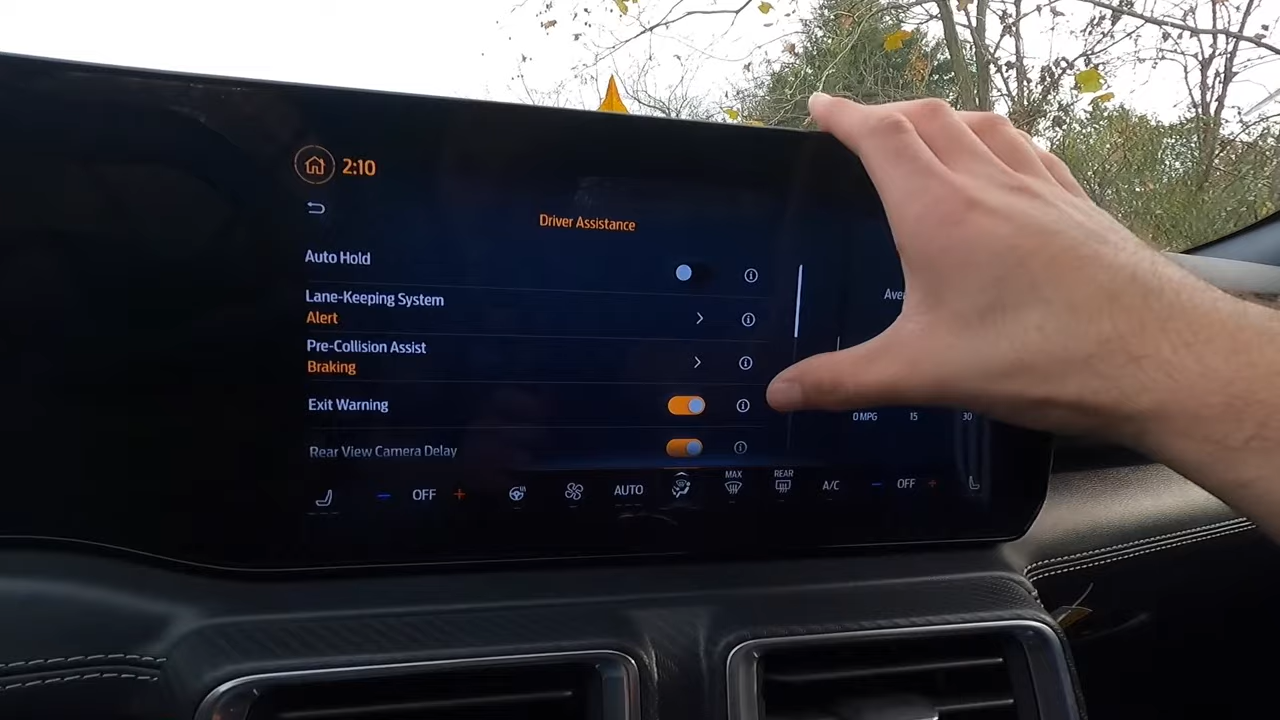 2:10
Driver Assistance
Auto Hold
Lane-Keeping System
Alert
Pre-Collision Assist
Braking
Exit Warning
Rear View Camera Delay
0 MPG 15 30
OFF AUTO MAX REAR A/C OFF